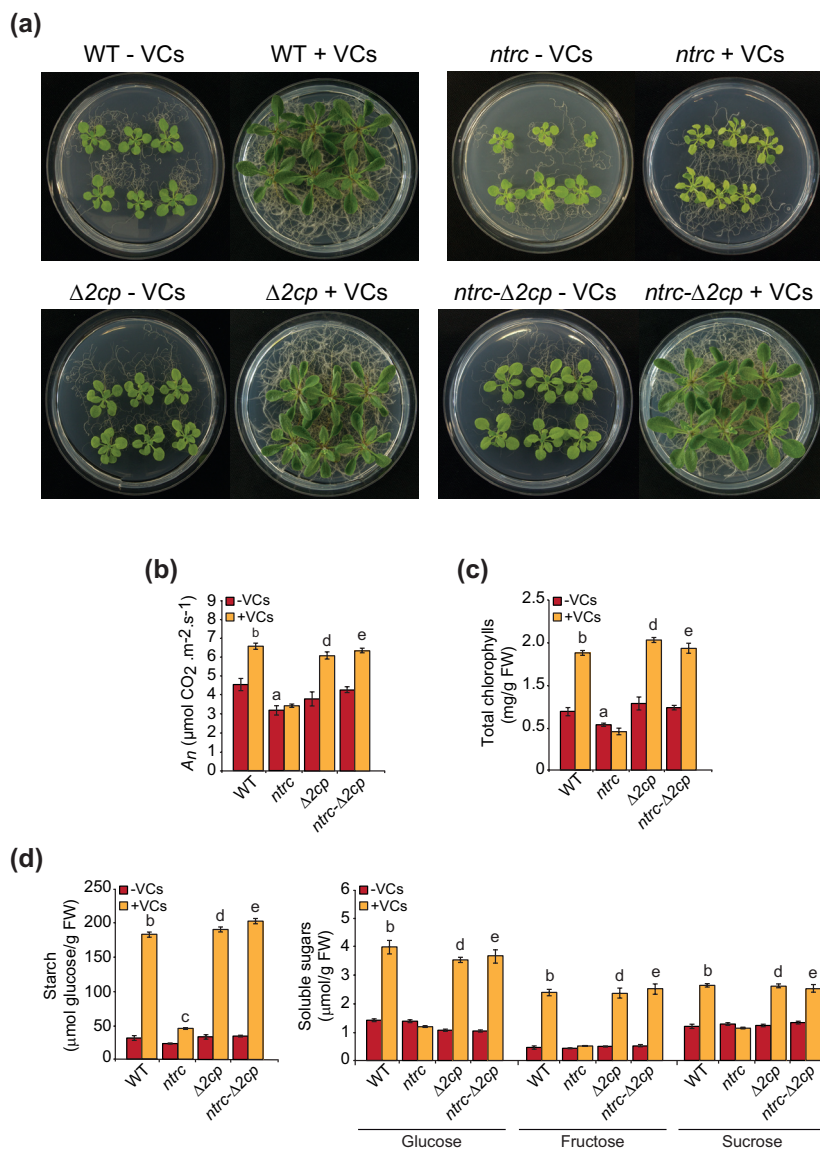 (a)
WT - VCs
WT + VCs
ntrc - VCs
ntrc + VCs
Δ2cp - VCs
Δ2cp + VCs
ntrc-Δ2cp - VCs
ntrc-Δ2cp + VCs
(b)
-VCs
+VCs
An (μmol CO2 .m-2.s-1)
9
8
7
6
5
4
3
2
1
0
b
a
d
e
WT
ntrc
Δ2cp
ntrc-Δ2cp
(c)
-VCs
+VCs
Total chlorophylls
(mg/g FW)
2.5
2.0
1.5
0.5
0
b
a
d
e
WT
ntrc
Δ2cp
ntrc-Δ2cp
(d)
-VCs
+VCs
Starch
(μmol glucose/g FW)
250
200
150
100
50
0
b
c
d
e
WT
ntrc
Δ2cp
ntrc-Δ2cp
-VCs
+VCs
Soluble sugars
(μmol/g FW)
6
5
4
3
2
1
0
b
d
e
b
d
e
b
d
e
WT
ntrc
Δ2cp
ntrc-Δ2cp
WT
ntrc
Δ2cp
ntrc-Δ2cp
WT
ntrc
Δ2cp
ntrc-Δ2cp
Glucose
Fructose
Sucrose